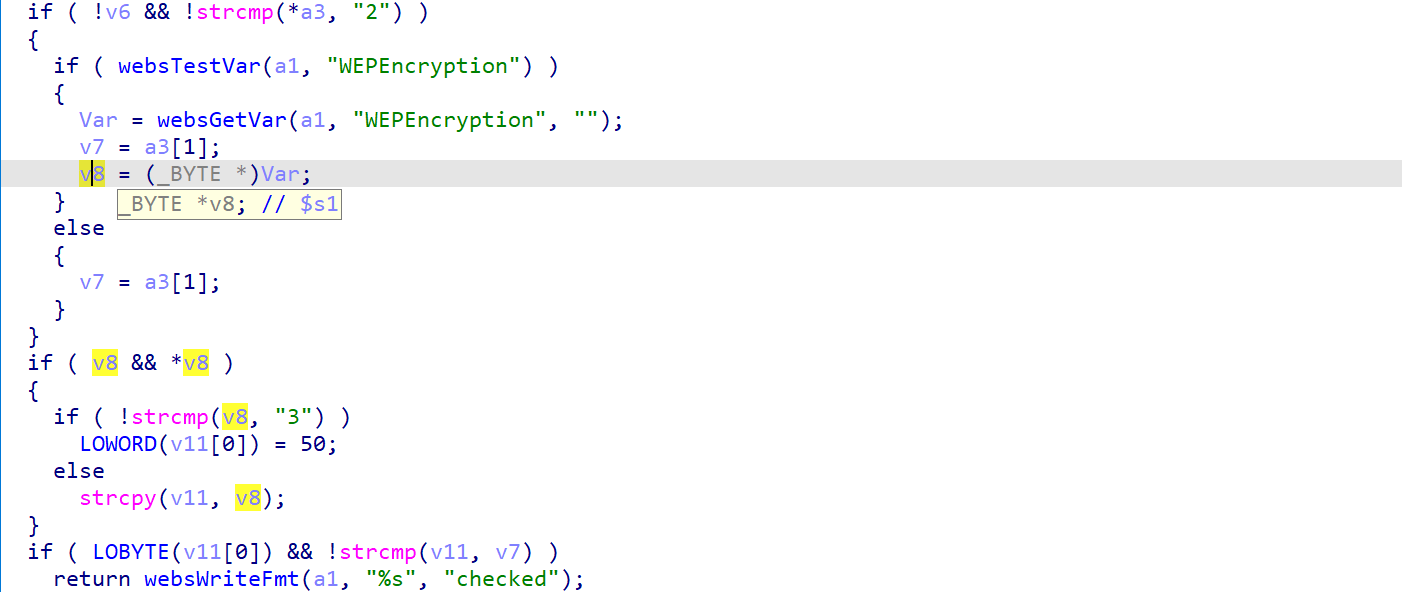 if ( !v6 && !strcmp(*a3, "2") )
{
if ( websTestVar(a1, "WEPEncryption") )
{
Var = websGetVar(a1, "WEPEncryption", "");
v7 = a3[1];
v8 = (_BYTE *)Var;
}
_BYTE *v8; // $s1
else
{
v7 = a3[1];
}
}
if ( v8 && *v8 )
{
if ( !strcmp(v8, "3") )
LOWORD(v11[0]) = 50;
else
strcpy(v11, v8);
}
if ( LOBYTE(v11[0]) && !strcmp(v11, v7) )
return websWriteFmt(a1, "%s", "checked");